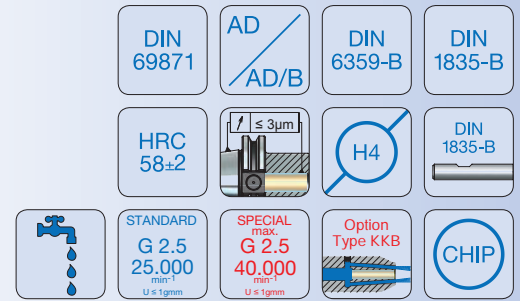 DIN
69871
AD
AD/B
DIN
6359-B
DIN
1835-B
HRC
58±2
≤ 3µm
H4
DIN
1835-B
STANDARD
G 2.5
25.000
min⁻¹
U ≤ 1gmm
SPECIAL
max.
G 2.5
40.000
min⁻¹
U ≤ 1gmm
Option
Type KKB
CHIP